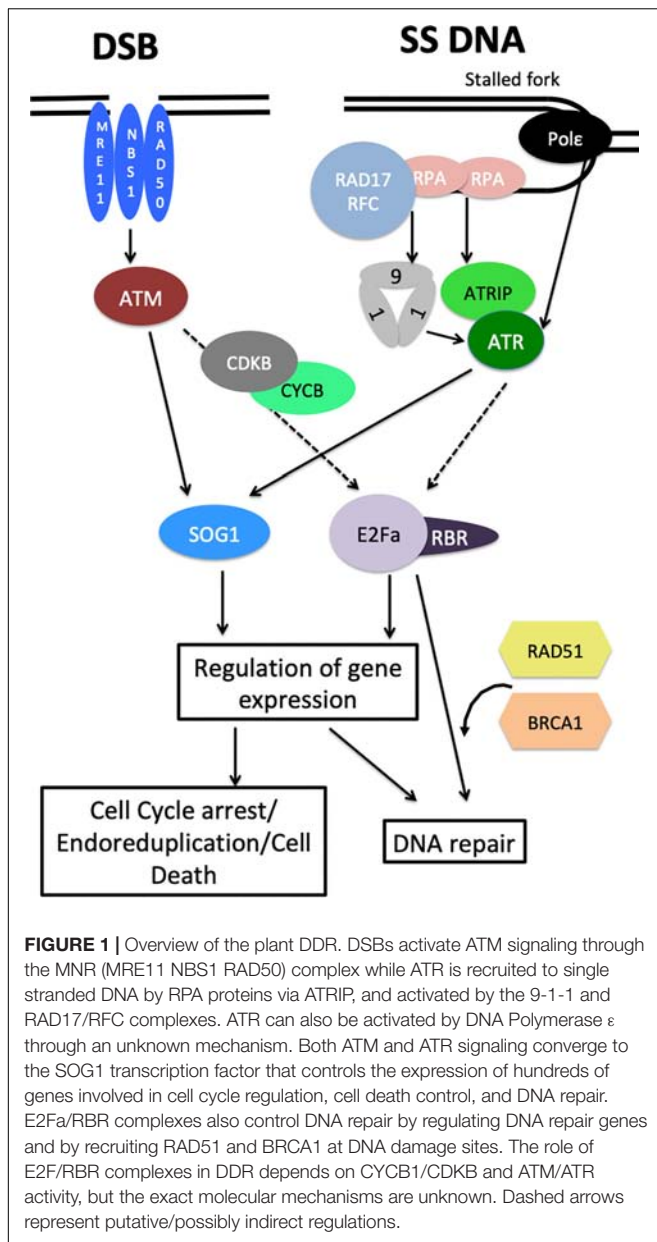 DSB
SS DNA
Stalled fork
MRE11
NBS1
RAD50
Polε
RAD17
RFC
RPA
RPA
9
1
1
ATRIP
ATR
ATM
CDKB
CYCB
SOG1
E2Fa
RBR
Regulation of gene
expression
RAD51
BRCA1
Cell Cycle arrest/
Endoreduplication/Cell
Death
DNA repair
FIGURE 1 | Overview of the plant DDR. DSBs activate ATM signaling through
the MNR (MRE11 NBS1 RAD50) complex while ATR is recruited to single
stranded DNA by RPA proteins via ATRIP, and activated by the 9-1-1 and
RAD17/RFC complexes. ATR can also be activated by DNA Polymerase ε
through an unknown mechanism. Both ATM and ATR signaling converge to
the SOG1 transcription factor that controls the expression of hundreds of
genes involved in cell cycle regulation, cell death control, and DNA repair.
E2Fa/RBR complexes also control DNA repair by regulating DNA repair genes
and by recruiting RAD51 and BRCA1 at DNA damage sites. The role of
E2F/RBR complexes in DDR depends on CYCB1/CDKB and ATM/ATR
activity, but the exact molecular mechanisms are unknown. Dashed arrows
represent putative/possibly indirect regulations.